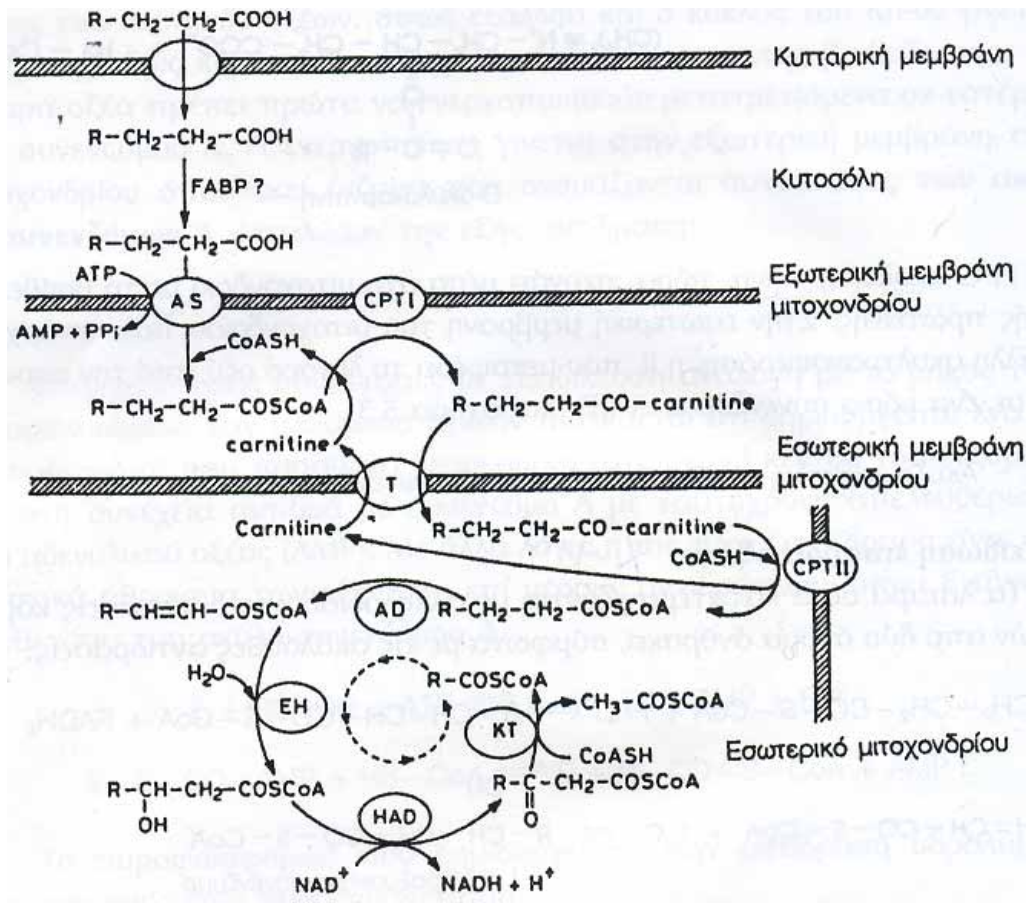 R–CH₂–CH₂–COOH
Κυτταρική μεμβράνη
R–CH₂–CH₂–COOH
FABP?
Κυτοσόλη
R–CH₂–CH₂–COOH
ATP
AS
CPTI
Εξωτερική μεμβράνη
μιτοχονδρίου
AMP+PPi
CoASH
R–CH₂–CH₂–COSCoA
R–CH₂–CH₂=CO–carnitine
carnitine
T
Εσωτερική μεμβράνη
μιτοχονδρίου
Carnitine
R–CH₂–CH₂–CO–carnitine
CoASH
CPTII
R–CH=CH–COSCoA
AD
R–CH₂–CH₂–COSCoA
H₂O
EH
R–COSCoA
CH₃–COSCoA
KT
CoASH
Εσωτερικό μιτοχονδρίου
R–CH–CH₂–COSCoA
OH
HAD
R–C–CH₂–COSCoA
O
NAD⁺
NADH + H⁺